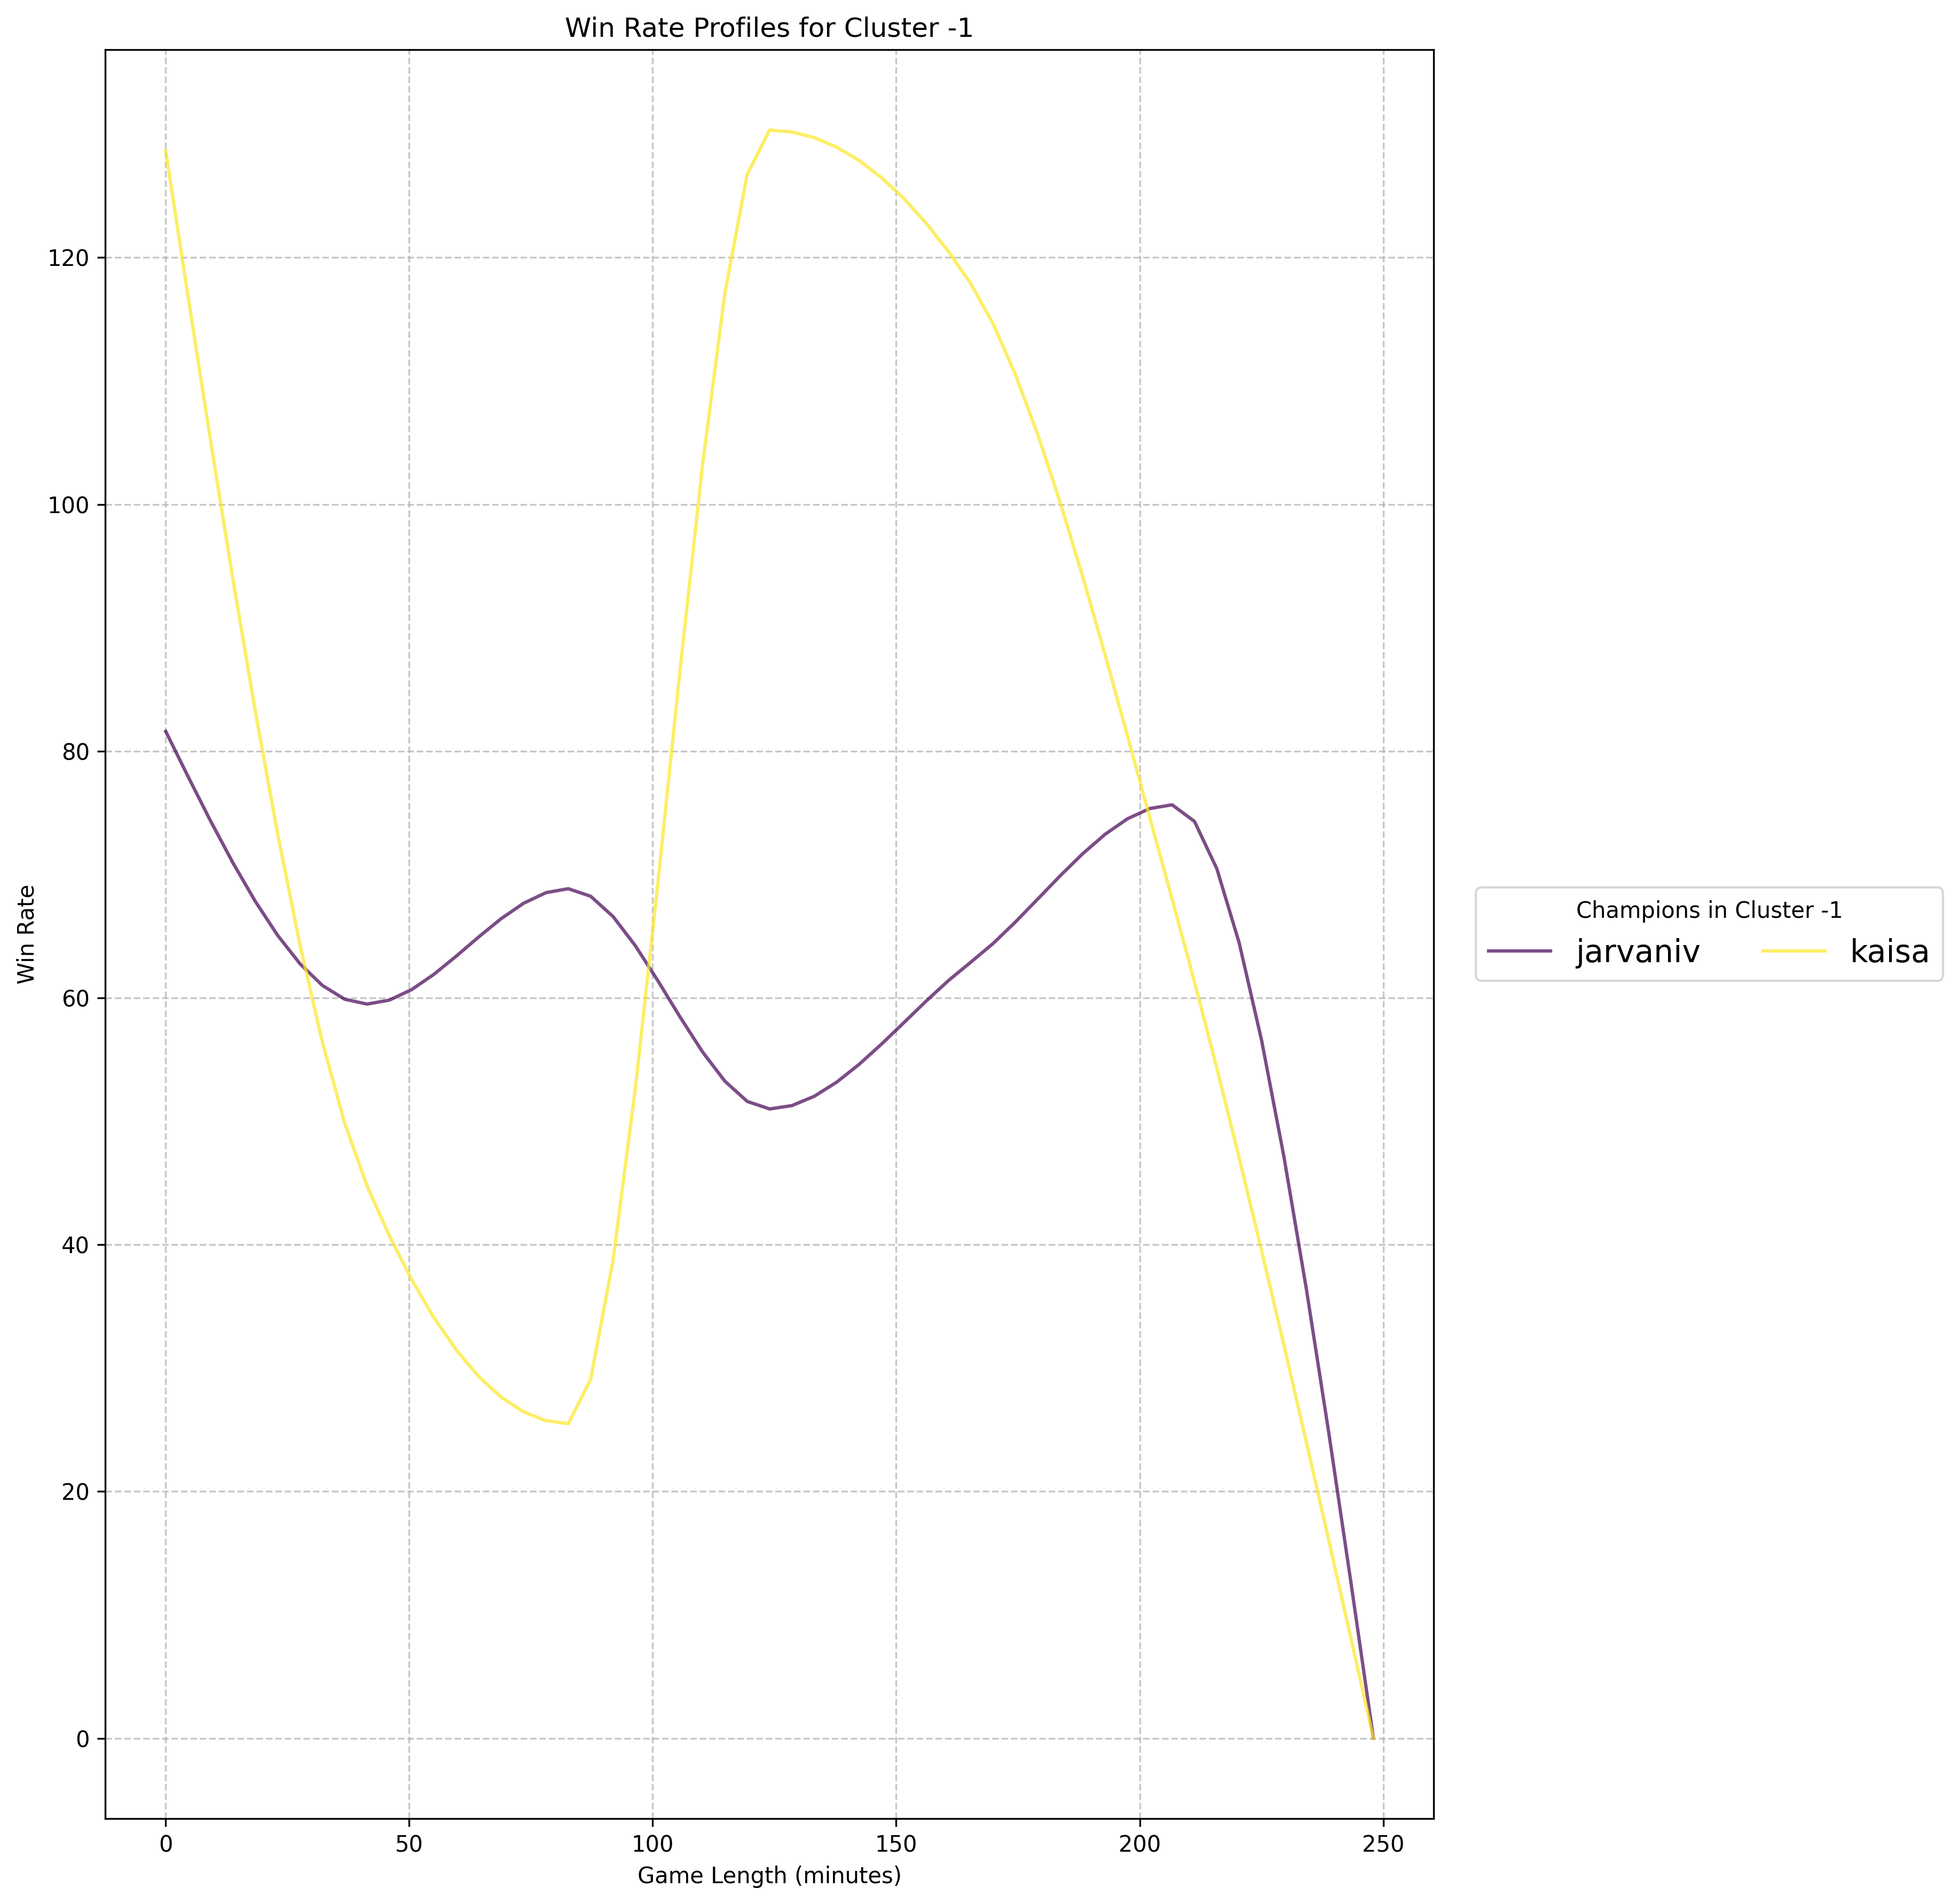 Win Rate Profiles for Cluster -1
Win Rate
120
100
80
60
40
20
0
0 50 100 150 200 250
Game Length (minutes)
Champions in Cluster -1
jarvaniv kaisa